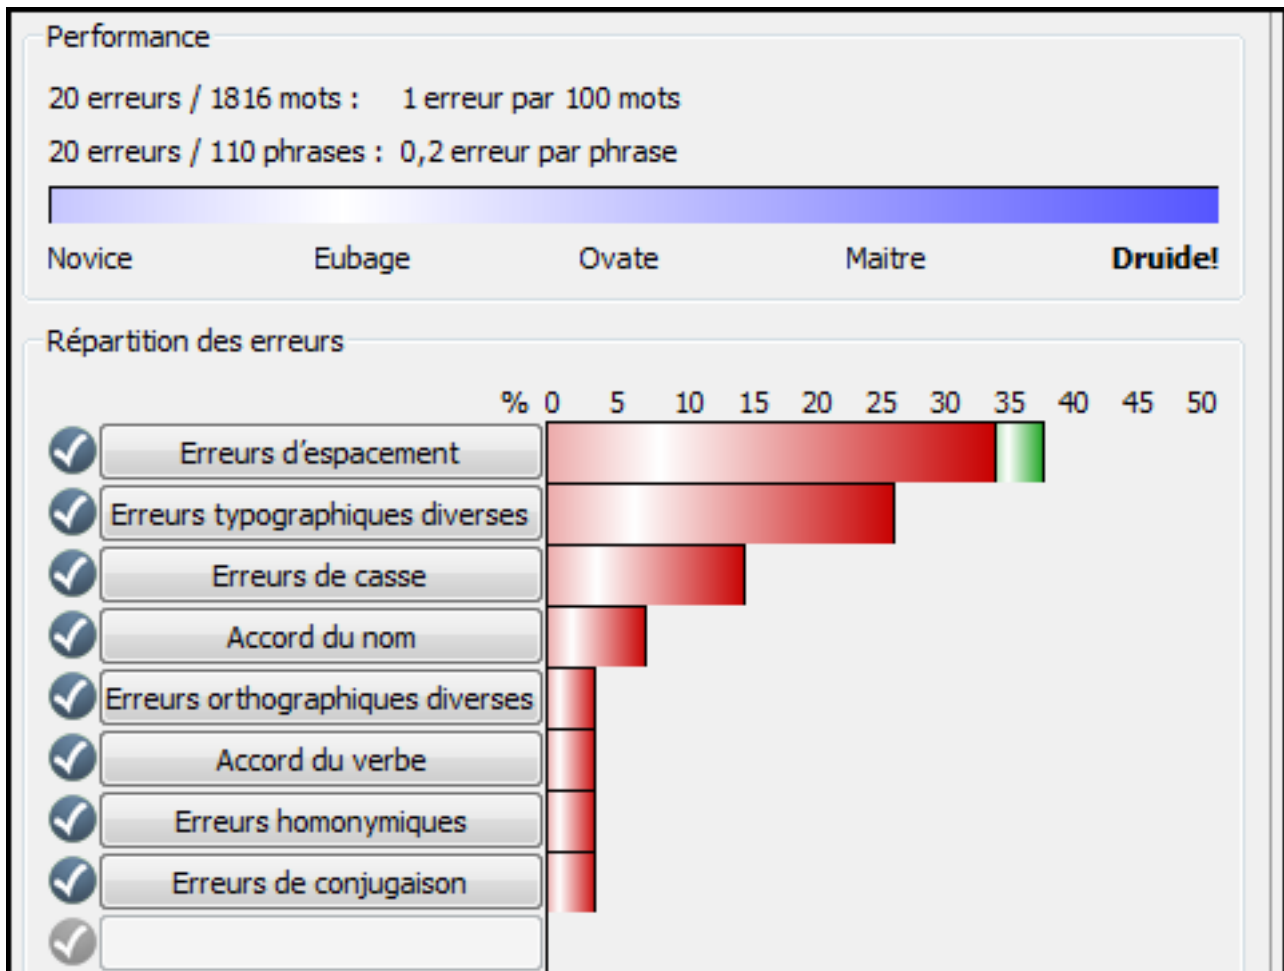 Performance
20 erreurs / 1816 mots : 1 erreur par 100 mots
20 erreurs / 110 phrases : 0,2 erreur par phrase
Novice Eubage Ovate Maitre Druide!
Répartition des erreurs
% 0 5 10 15 20 25 30 35 40 45 50
Erreurs d’espacement
Erreurs typographiques diverses
Erreurs de casse
Accord du nom
Erreurs orthographiques diverses
Accord du verbe
Erreurs homonymiques
Erreurs de conjugaison